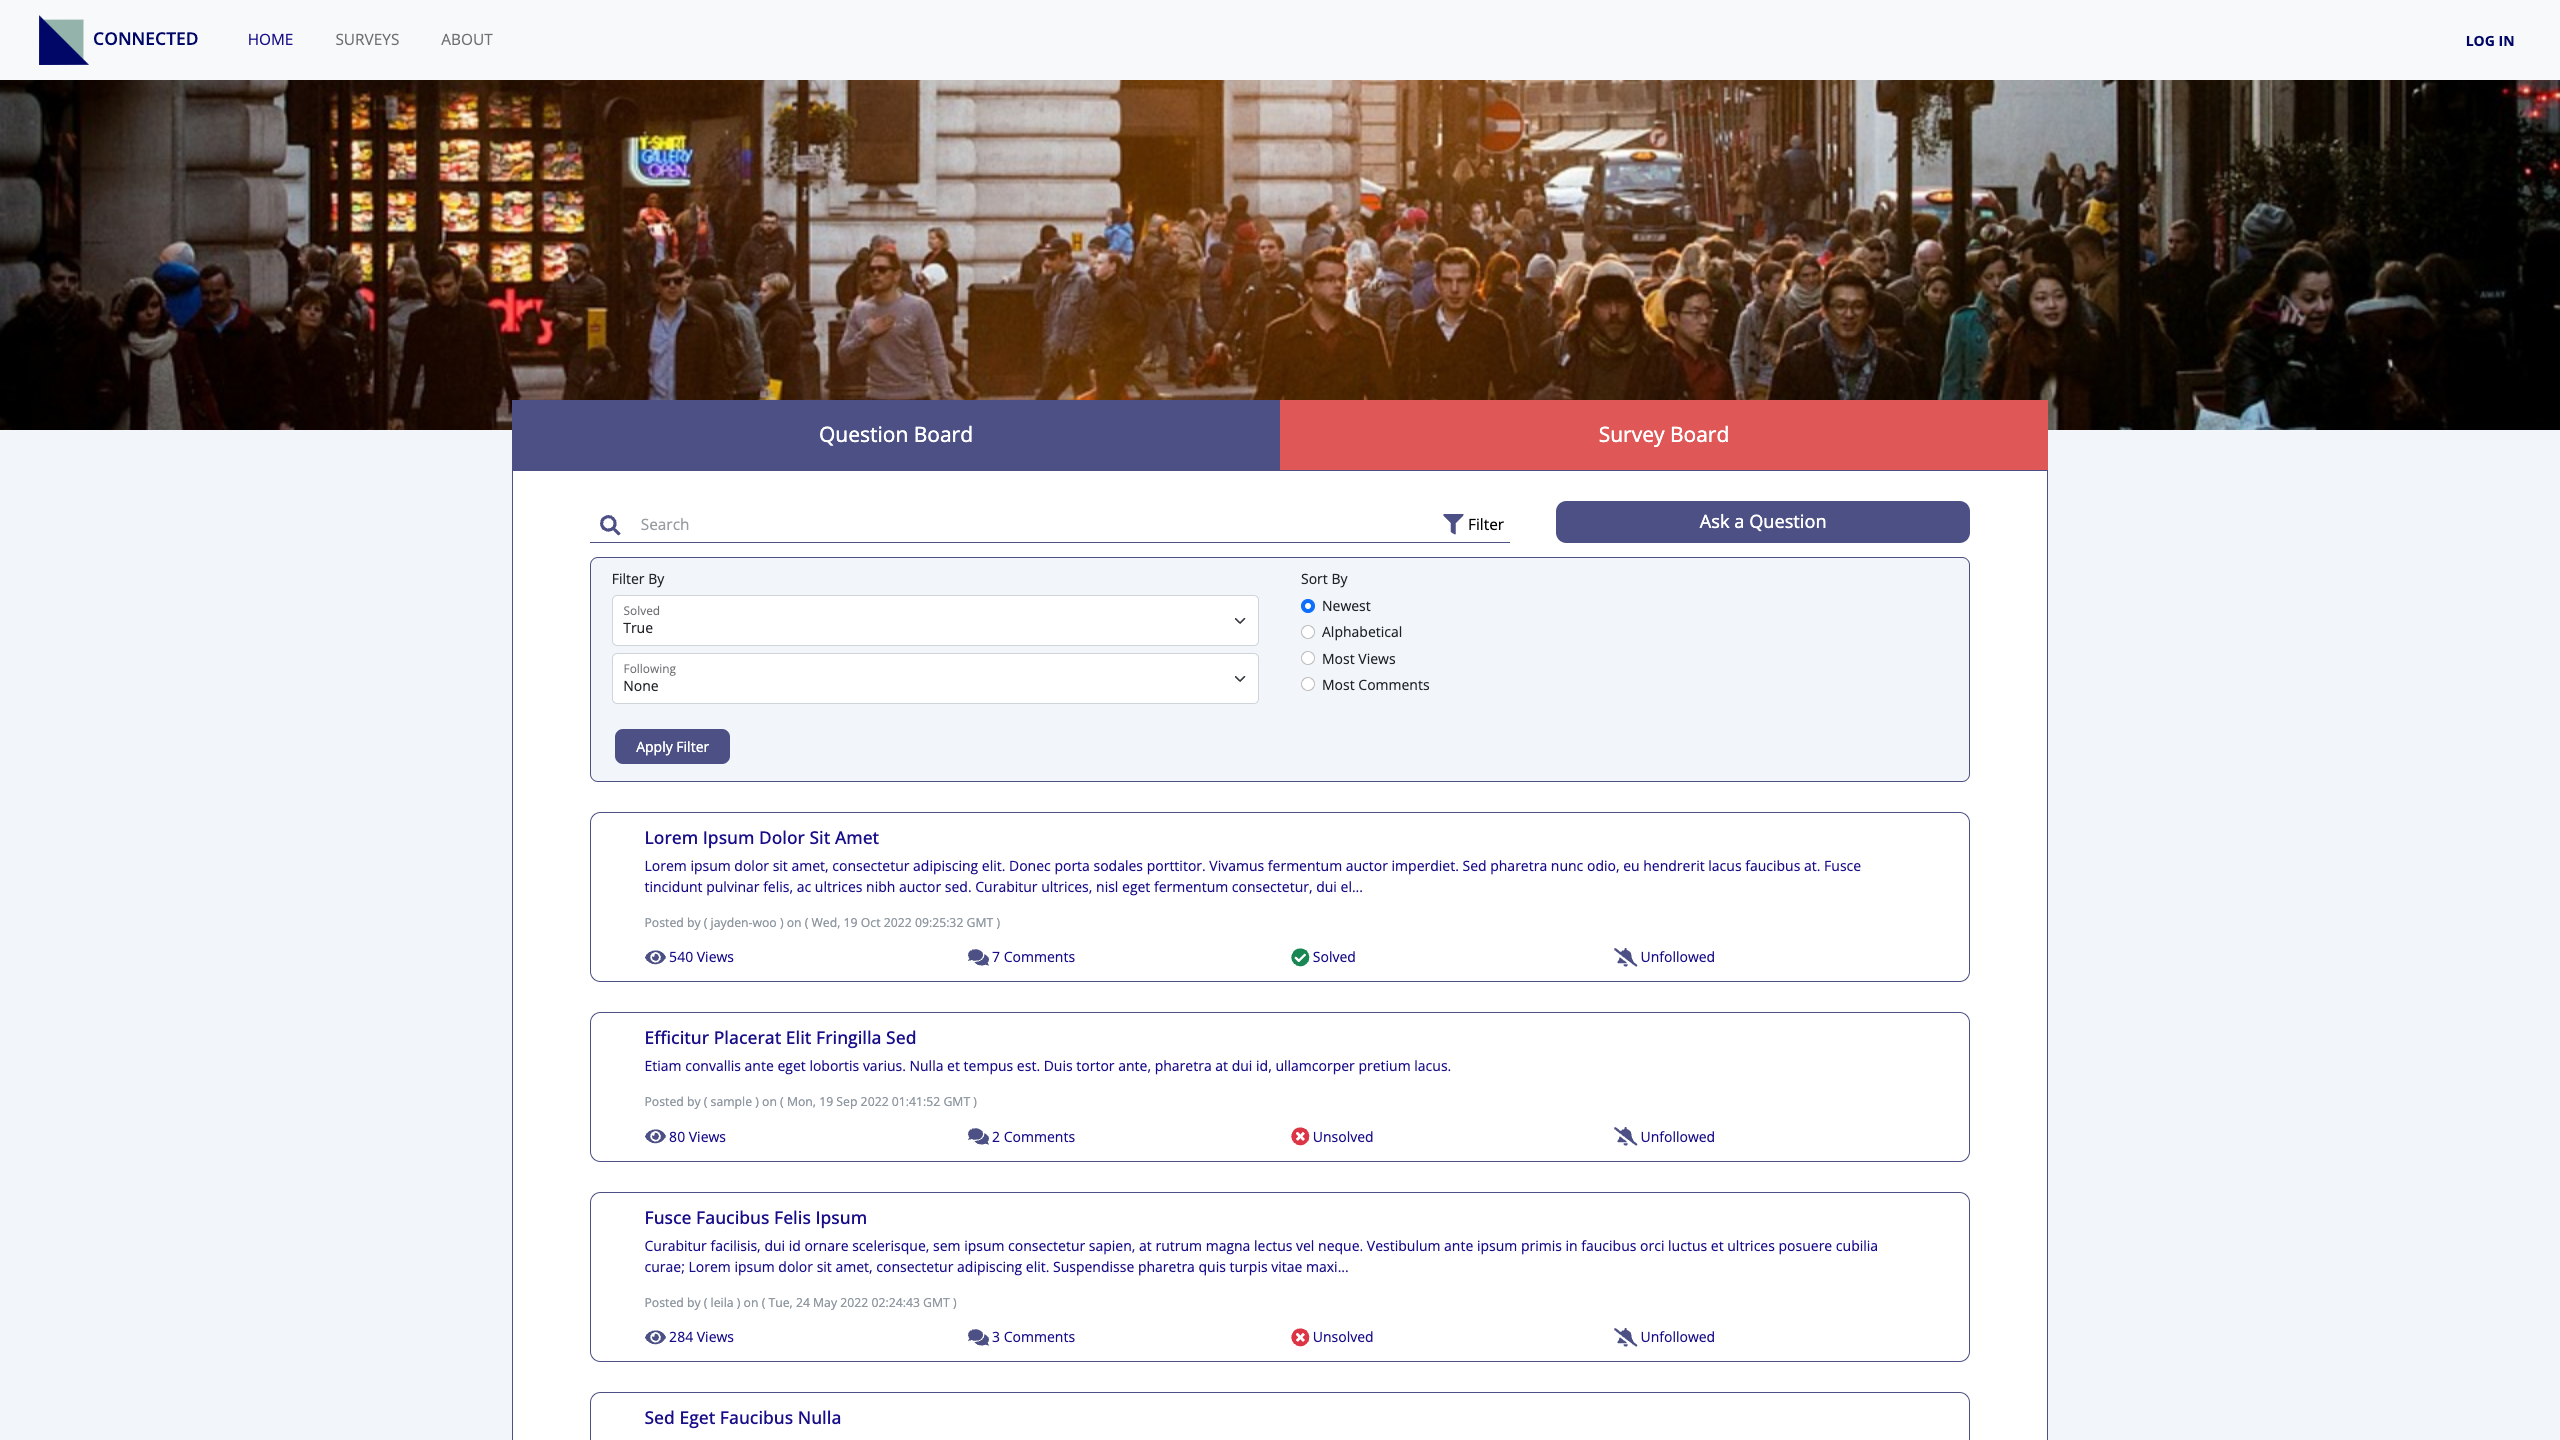 CONNECTED
HOME
SURVEYS
ABOUT
LOG IN
T-SHIRT
GALLERY
OPEN.
Question Board
Survey Board
Search
Filter
Ask a Question
Filter By
Solved
True
Following
None
Apply Filter
Sort By
Newest
Alphabetical
Most Views
Most Comments
Lorem Ipsum Dolor Sit Amet
Lorem ipsum dolor sit amet, consectetur adipiscing elit. Donec porta sodales porttitor. Vivamus fermentum auctor imperdiet. Sed pharetra nunc odio, eu hendrerit lacus faucibus at. Fusce
tincidunt pulvinar felis, ac ultrices nibh auctor sed. Curabitur ultrices, nisl eget fermentum consectetur, dui el...
Posted by ( jayden-woo ) on ( Wed, 19 Oct 2022 09:25:32 GMT )
540 Views
7 Comments
Solved
Unfollowed
Efficitur Placerat Elit Fringilla Sed
Etiam convallis ante eget lobortis varius. Nulla et tempus est. Duis tortor ante, pharetra at dui id, ullamcorper pretium lacus.
Posted by ( sample ) on ( Mon, 19 Sep 2022 01:41:52 GMT )
80 Views
2 Comments
Unsolved
Unfollowed
Fusce Faucibus Felis Ipsum
Curabitur facilisis, dui id ornare scelerisque, sem ipsum consectetur sapien, at rutrum magna lectus vel neque. Vestibulum ante ipsum primis in faucibus orci luctus et ultrices posuere cubilia
curae; Lorem ipsum dolor sit amet, consectetur adipiscing elit. Suspendisse pharetra quis turpis vitae maxi...
Posted by ( leila ) on ( Tue, 24 May 2022 02:24:43 GMT )
284 Views
3 Comments
Unsolved
Unfollowed
Sed Eget Faucibus Nulla